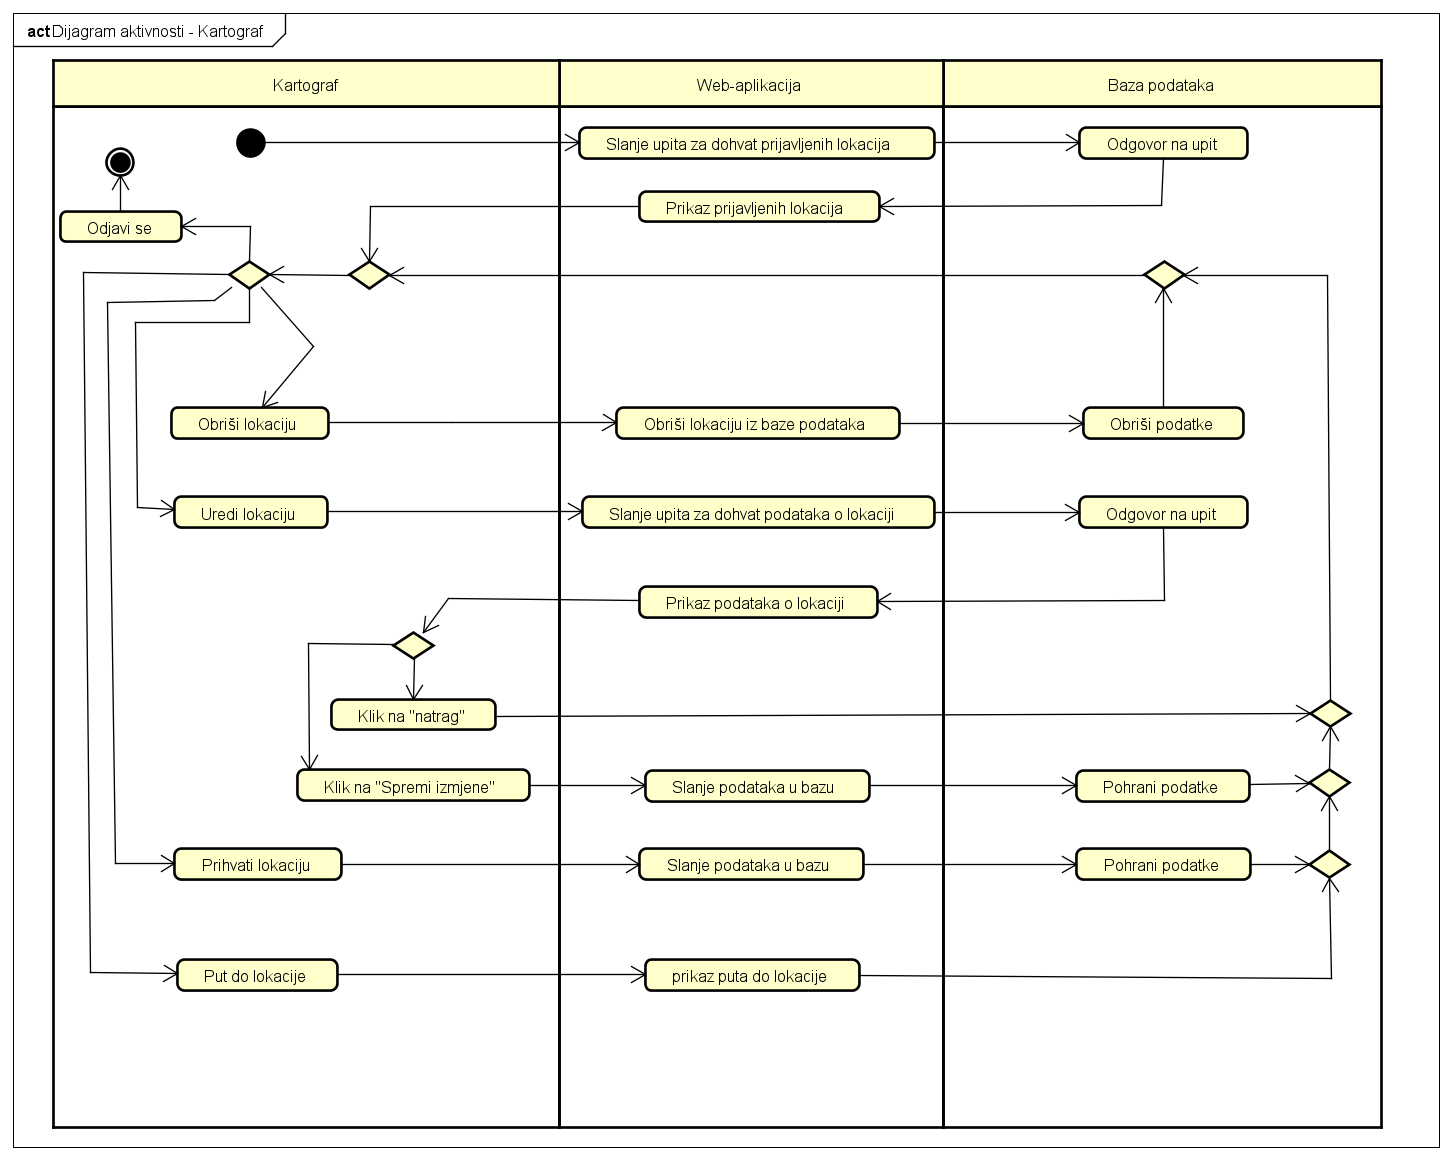 act Dijagram aktivnosti - Kartograf
Kartograf
Web-aplikacija
Baza podataka
Slanje upita za dohvat prijavljenih lokacija
Odgovor na upit
Prikaz prijavljenih lokacija
Odjavi se
Obriši lokaciju
Obriši lokaciju iz baze podataka
Obriši podatke
Uredi lokaciju
Slanje upita za dohvat podataka o lokaciji
Odgovor na upit
Prikaz podataka o lokaciji
Klik na "natrag"
Klik na "Spremi izmjene"
Slanje podataka u bazu
Pohrani podatke
Prihvati lokaciju
Slanje podataka u bazu
Pohrani podatke
Put do lokacije
prikaz puta do lokacije